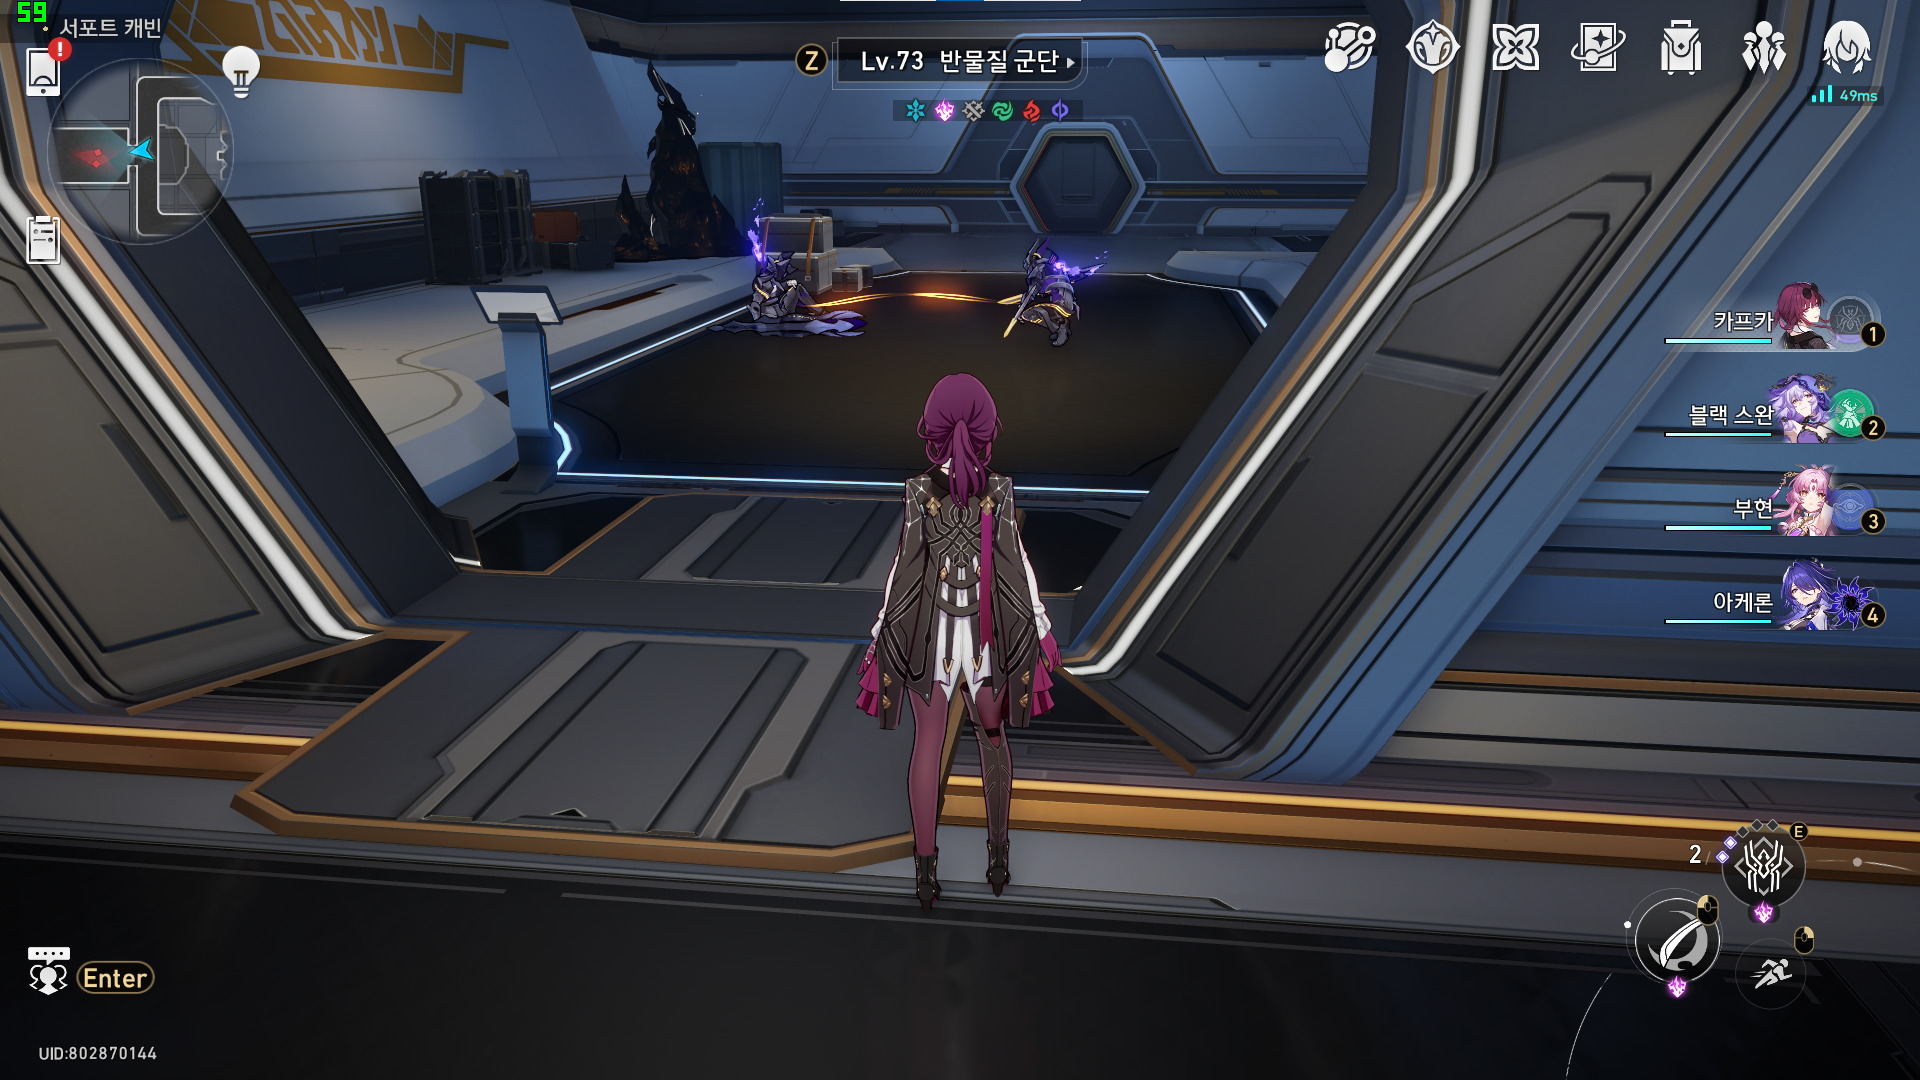 59
서포트 캐빈
Z
Lv.73 반물질 군단
49ms
카프카
1
블랙 스완
2
부현
3
아케론
4
E
2
Enter
UID:802870144